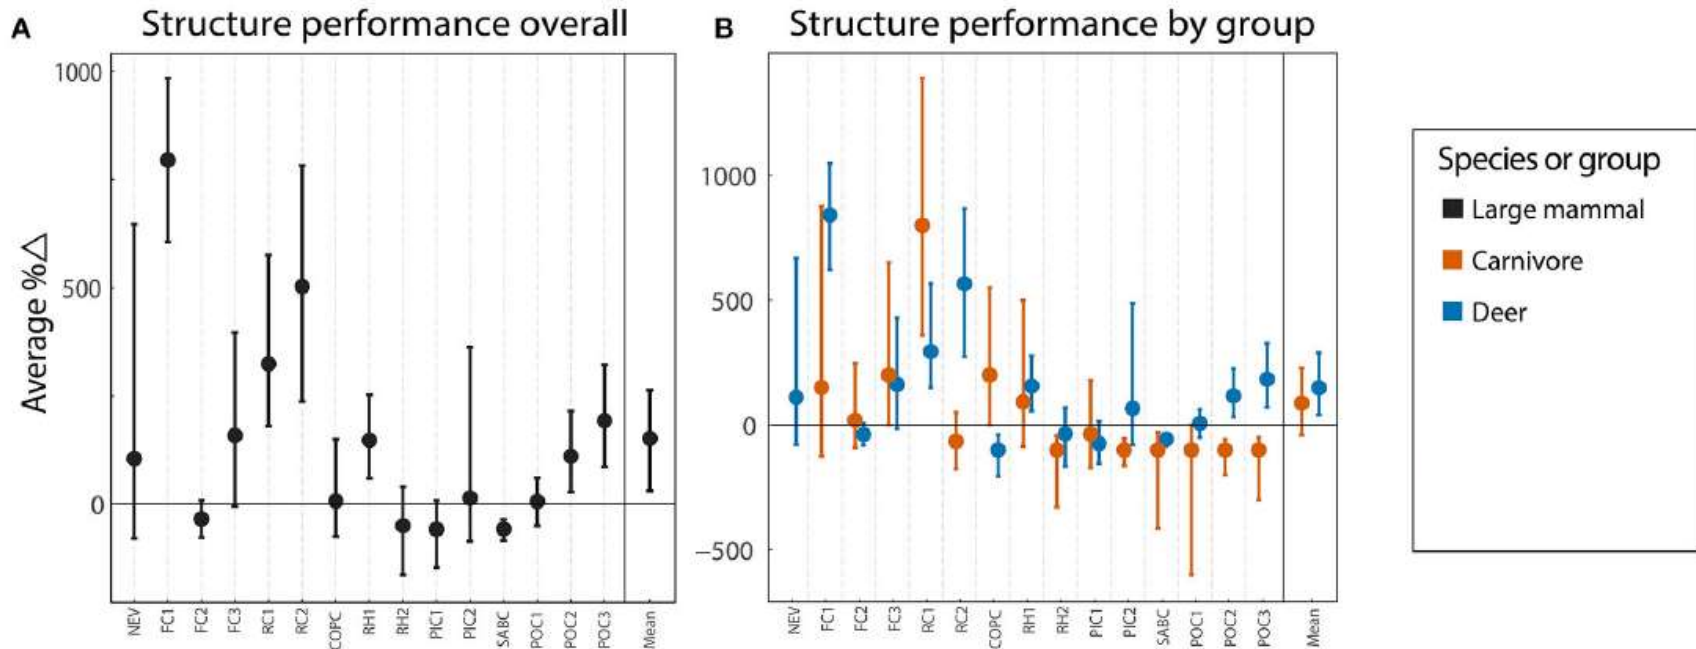 A Structure performance overall
Average %△
1000
500
0
NEV
FC1
FC2
FC3
RC1
RC2
COPC
RH1
RH2
PIC1
PIC2
SABC
POC1
POC2
POC3
Mean
B Structure performance by group
1000
500
0
−500
NEV
FC1
FC2
FC3
RC1
RC2
COPC
RH1
RH2
PIC1
PIC2
SABC
POC1
POC2
POC3
Mean
Species or group
Large mammal
Carnivore
Deer